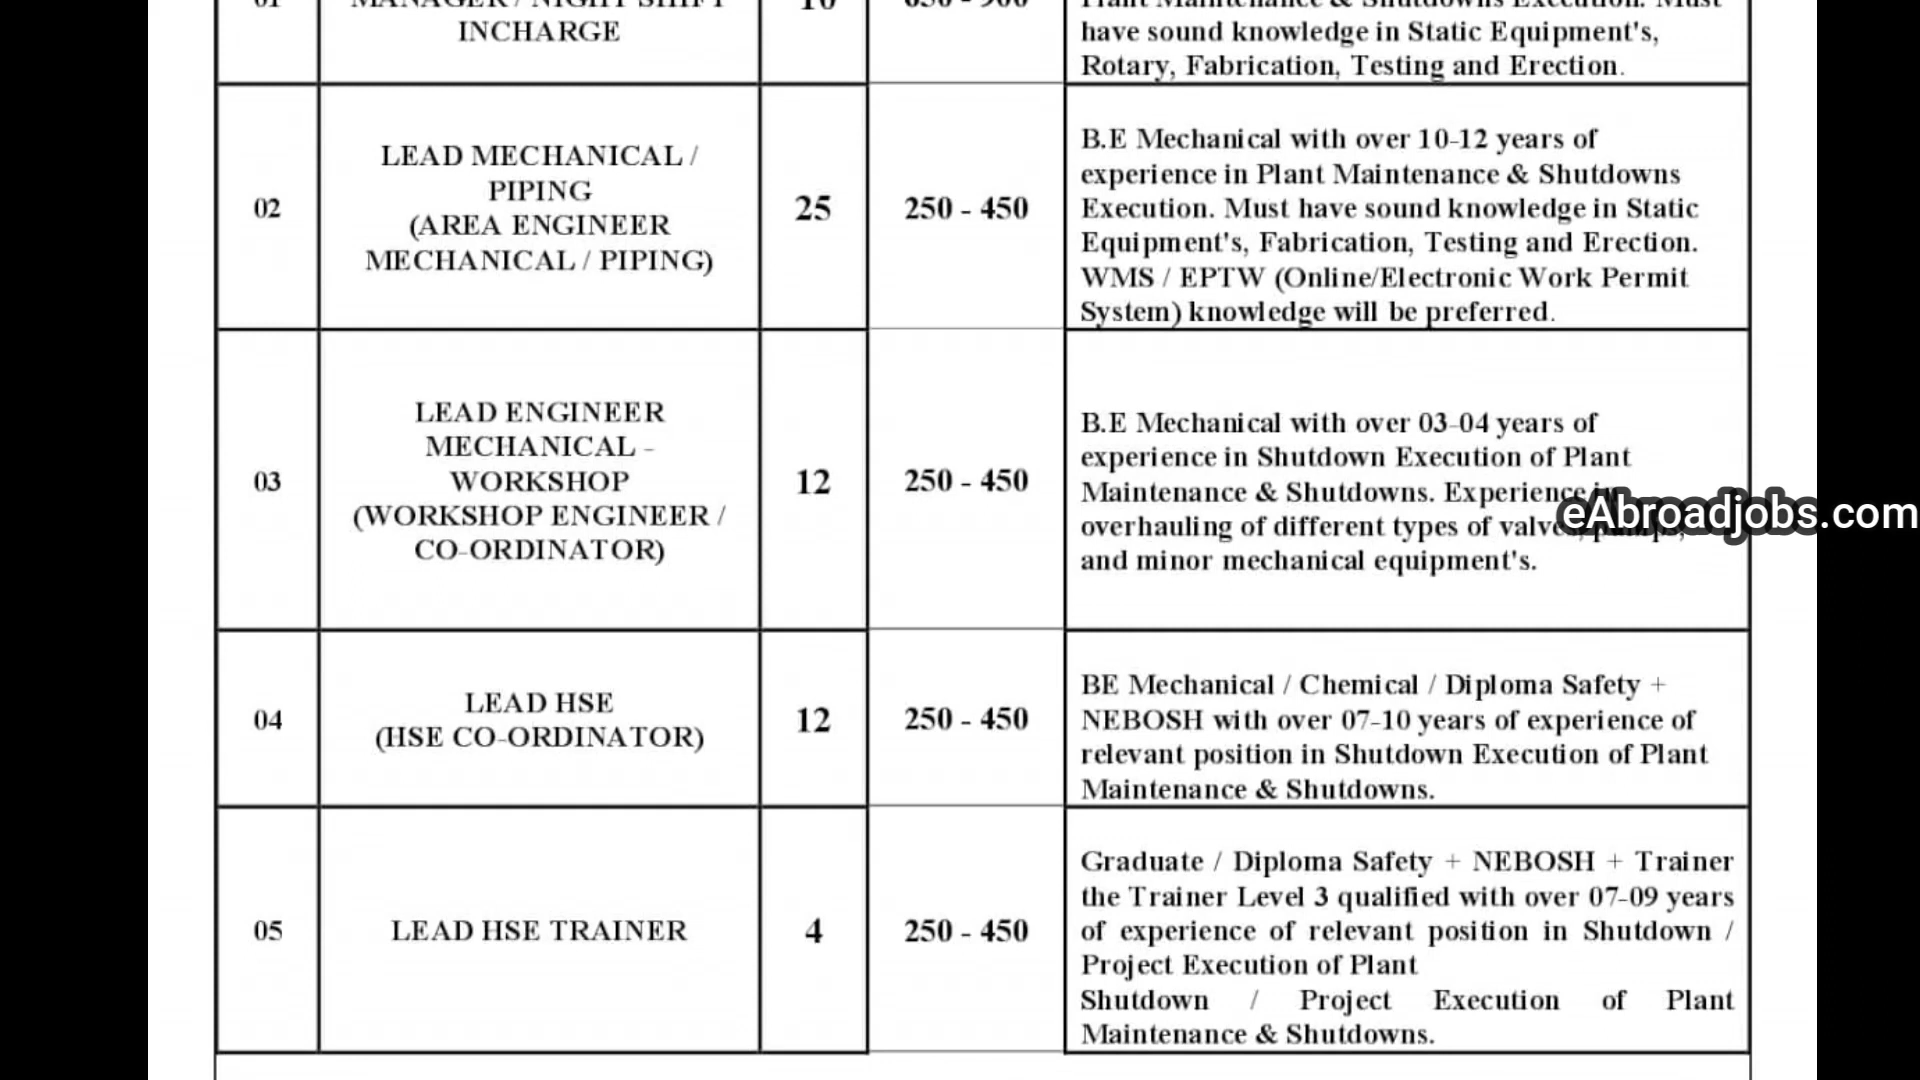 INCHARGE
have sound knowledge in Static Equipment's,
Rotary, Fabrication, Testing and Erection.
02
LEAD MECHANICAL /
PIPING
(AREA ENGINEER
MECHANICAL / PIPING)
25
250 - 450
B.E Mechanical with over 10-12 years of
experience in Plant Maintenance & Shutdowns
Execution. Must have sound knowledge in Static
Equipment's, Fabrication, Testing and Erection.
WMS / EPTW (Online/Electronic Work Permit
System) knowledge will be preferred.
03
LEAD ENGINEER
MECHANICAL -
WORKSHOP
(WORKSHOP ENGINEER /
CO-ORDINATOR)
12
250 - 450
B.E Mechanical with over 03-04 years of
experience in Shutdown Execution of Plant
Maintenance & Shutdowns. Experience in
overhauling of different types of valves, pumps,
and minor mechanical equipment's.
eAbroadjobs.com
04
LEAD HSE
(HSE CO-ORDINATOR)
12
250 - 450
BE Mechanical / Chemical / Diploma Safety +
NEBOSH with over 07-10 years of experience of
relevant position in Shutdown Execution of Plant
Maintenance & Shutdowns.
05
LEAD HSE TRAINER
4
250 - 450
Graduate / Diploma Safety + NEBOSH + Trainer
the Trainer Level 3 qualified with over 07-09 years
of experience of relevant position in Shutdown /
Project Execution of Plant
Shutdown / Project Execution of Plant
Maintenance & Shutdowns.